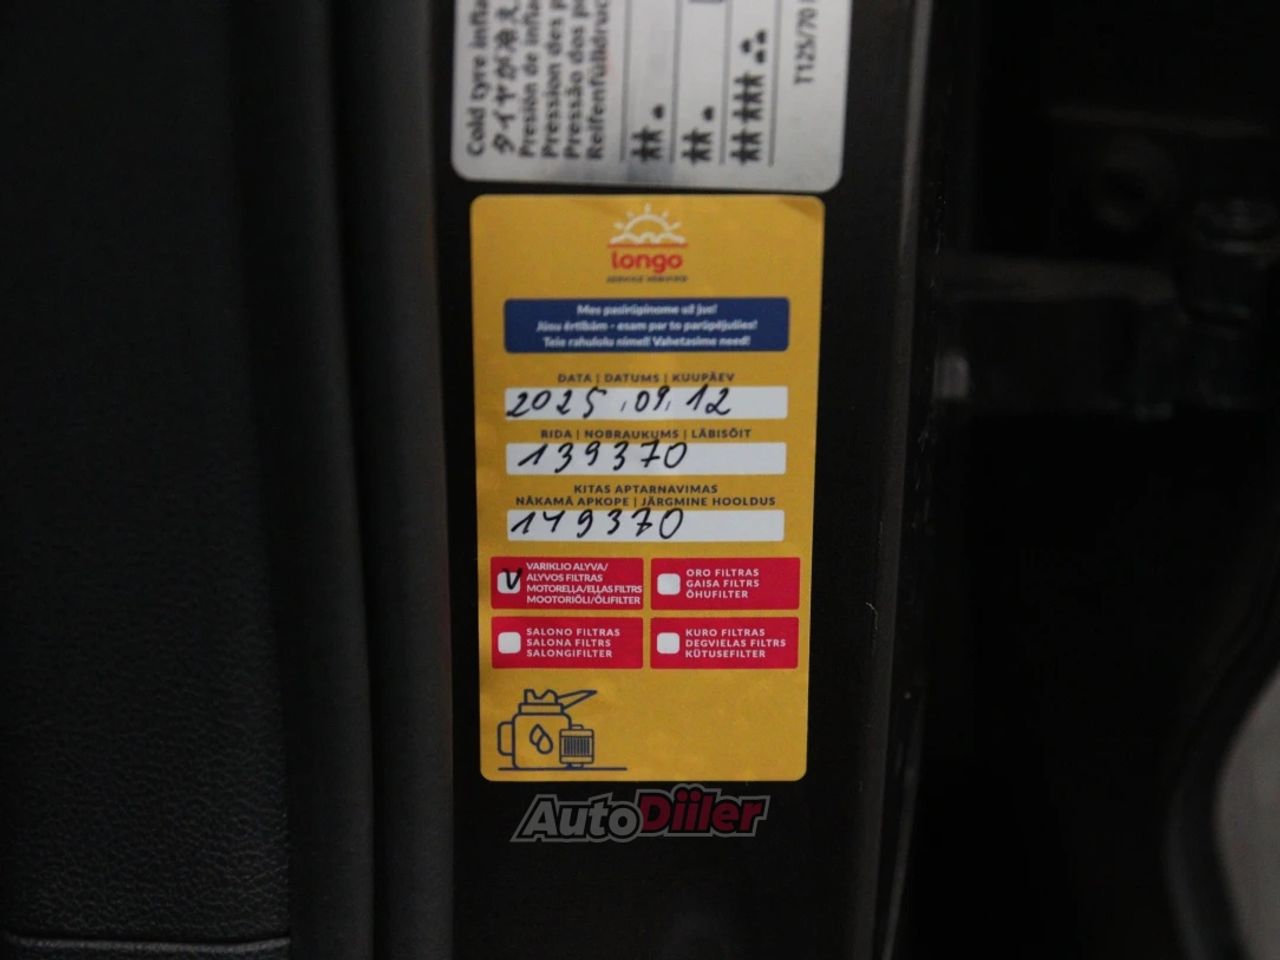 Cold tyre infla
タイヤが冷え
Presión de infla
Pression des p
Pressão dos p
Reifenfülldruc
T125/70
longo
Mes pasirūpinome už jus!
Jūsu ērtībām - esam par to parūpējušies!
Teie rahulolu nimel! Vahetasime need!
DATA | DATUMS | KUUPÄEV
2025.09.12
RIDA | NOBRAUKUMS | LÄBISÕIT
139370
KITAS APTARNAVIMAS
NĀKAMĀ APKOPE | JÄRGMINE HOOLDUS
149370
V
VARIKLIO ALYVA/
ALYVOS FILTRAS
MOTOREĻĻA/EĻĻAS FILTRS
MOOTORIÕLI/ÕLIFILTER
ORO FILTRAS
GAISA FILTRS
ÕHUFILTER
SALONO FILTRAS
SALONA FILTRS
SALONGIFILTER
KURO FILTRAS
DEGVIELAS FILTRS
KÜTUSEFILTER
AutoDiiler